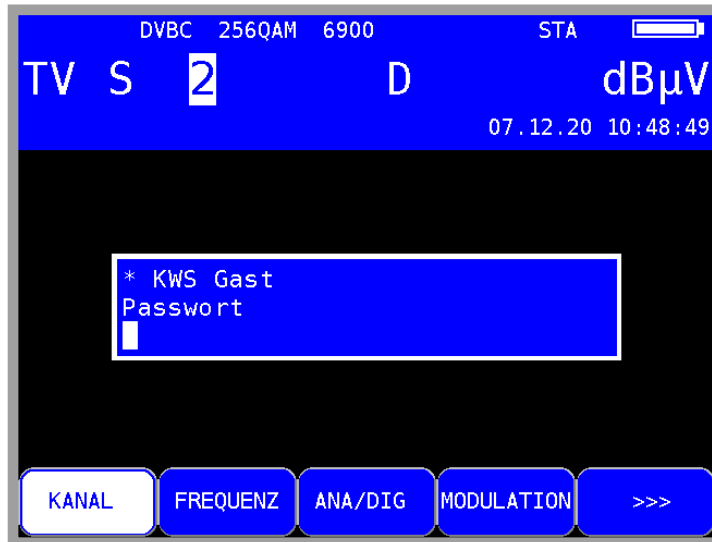 DVBC 256QAM 6900 STA
TV S 2 D dBµV
07.12.20 10:48:49
* KWS Gast
Passwort
KANAL FREQUENZ ANA/DIG MODULATION >>>